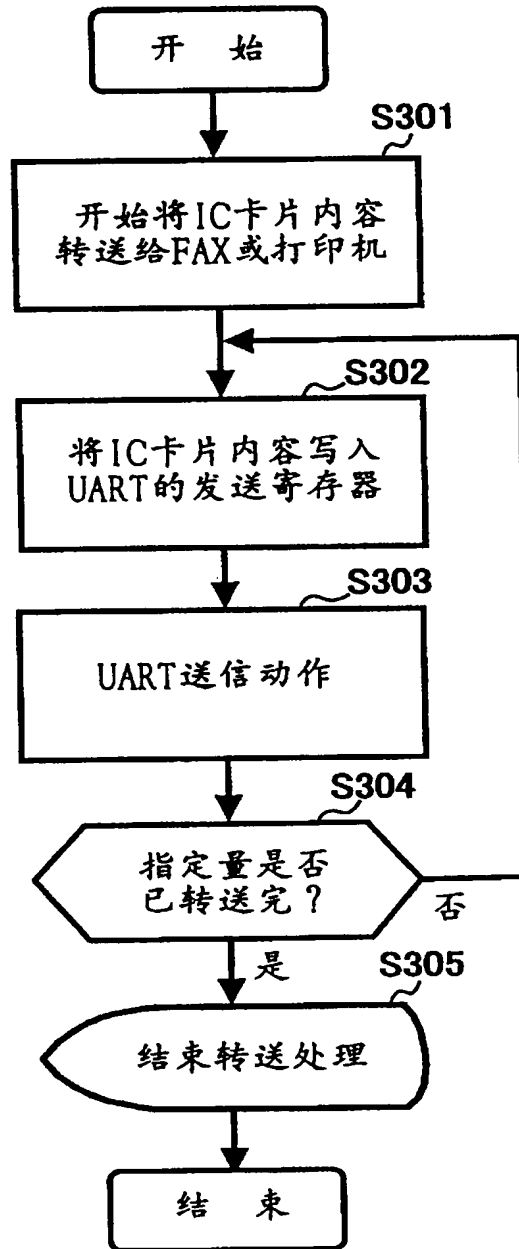 开 始
S301
开始将IC卡片内容
转送给FAX或打印机
S302
将IC卡片内容写入
UART的发送寄存器
S303
UART送信动作
S304
指定量是否
已转送完？
否
是
S305
结束转送处理
结 束